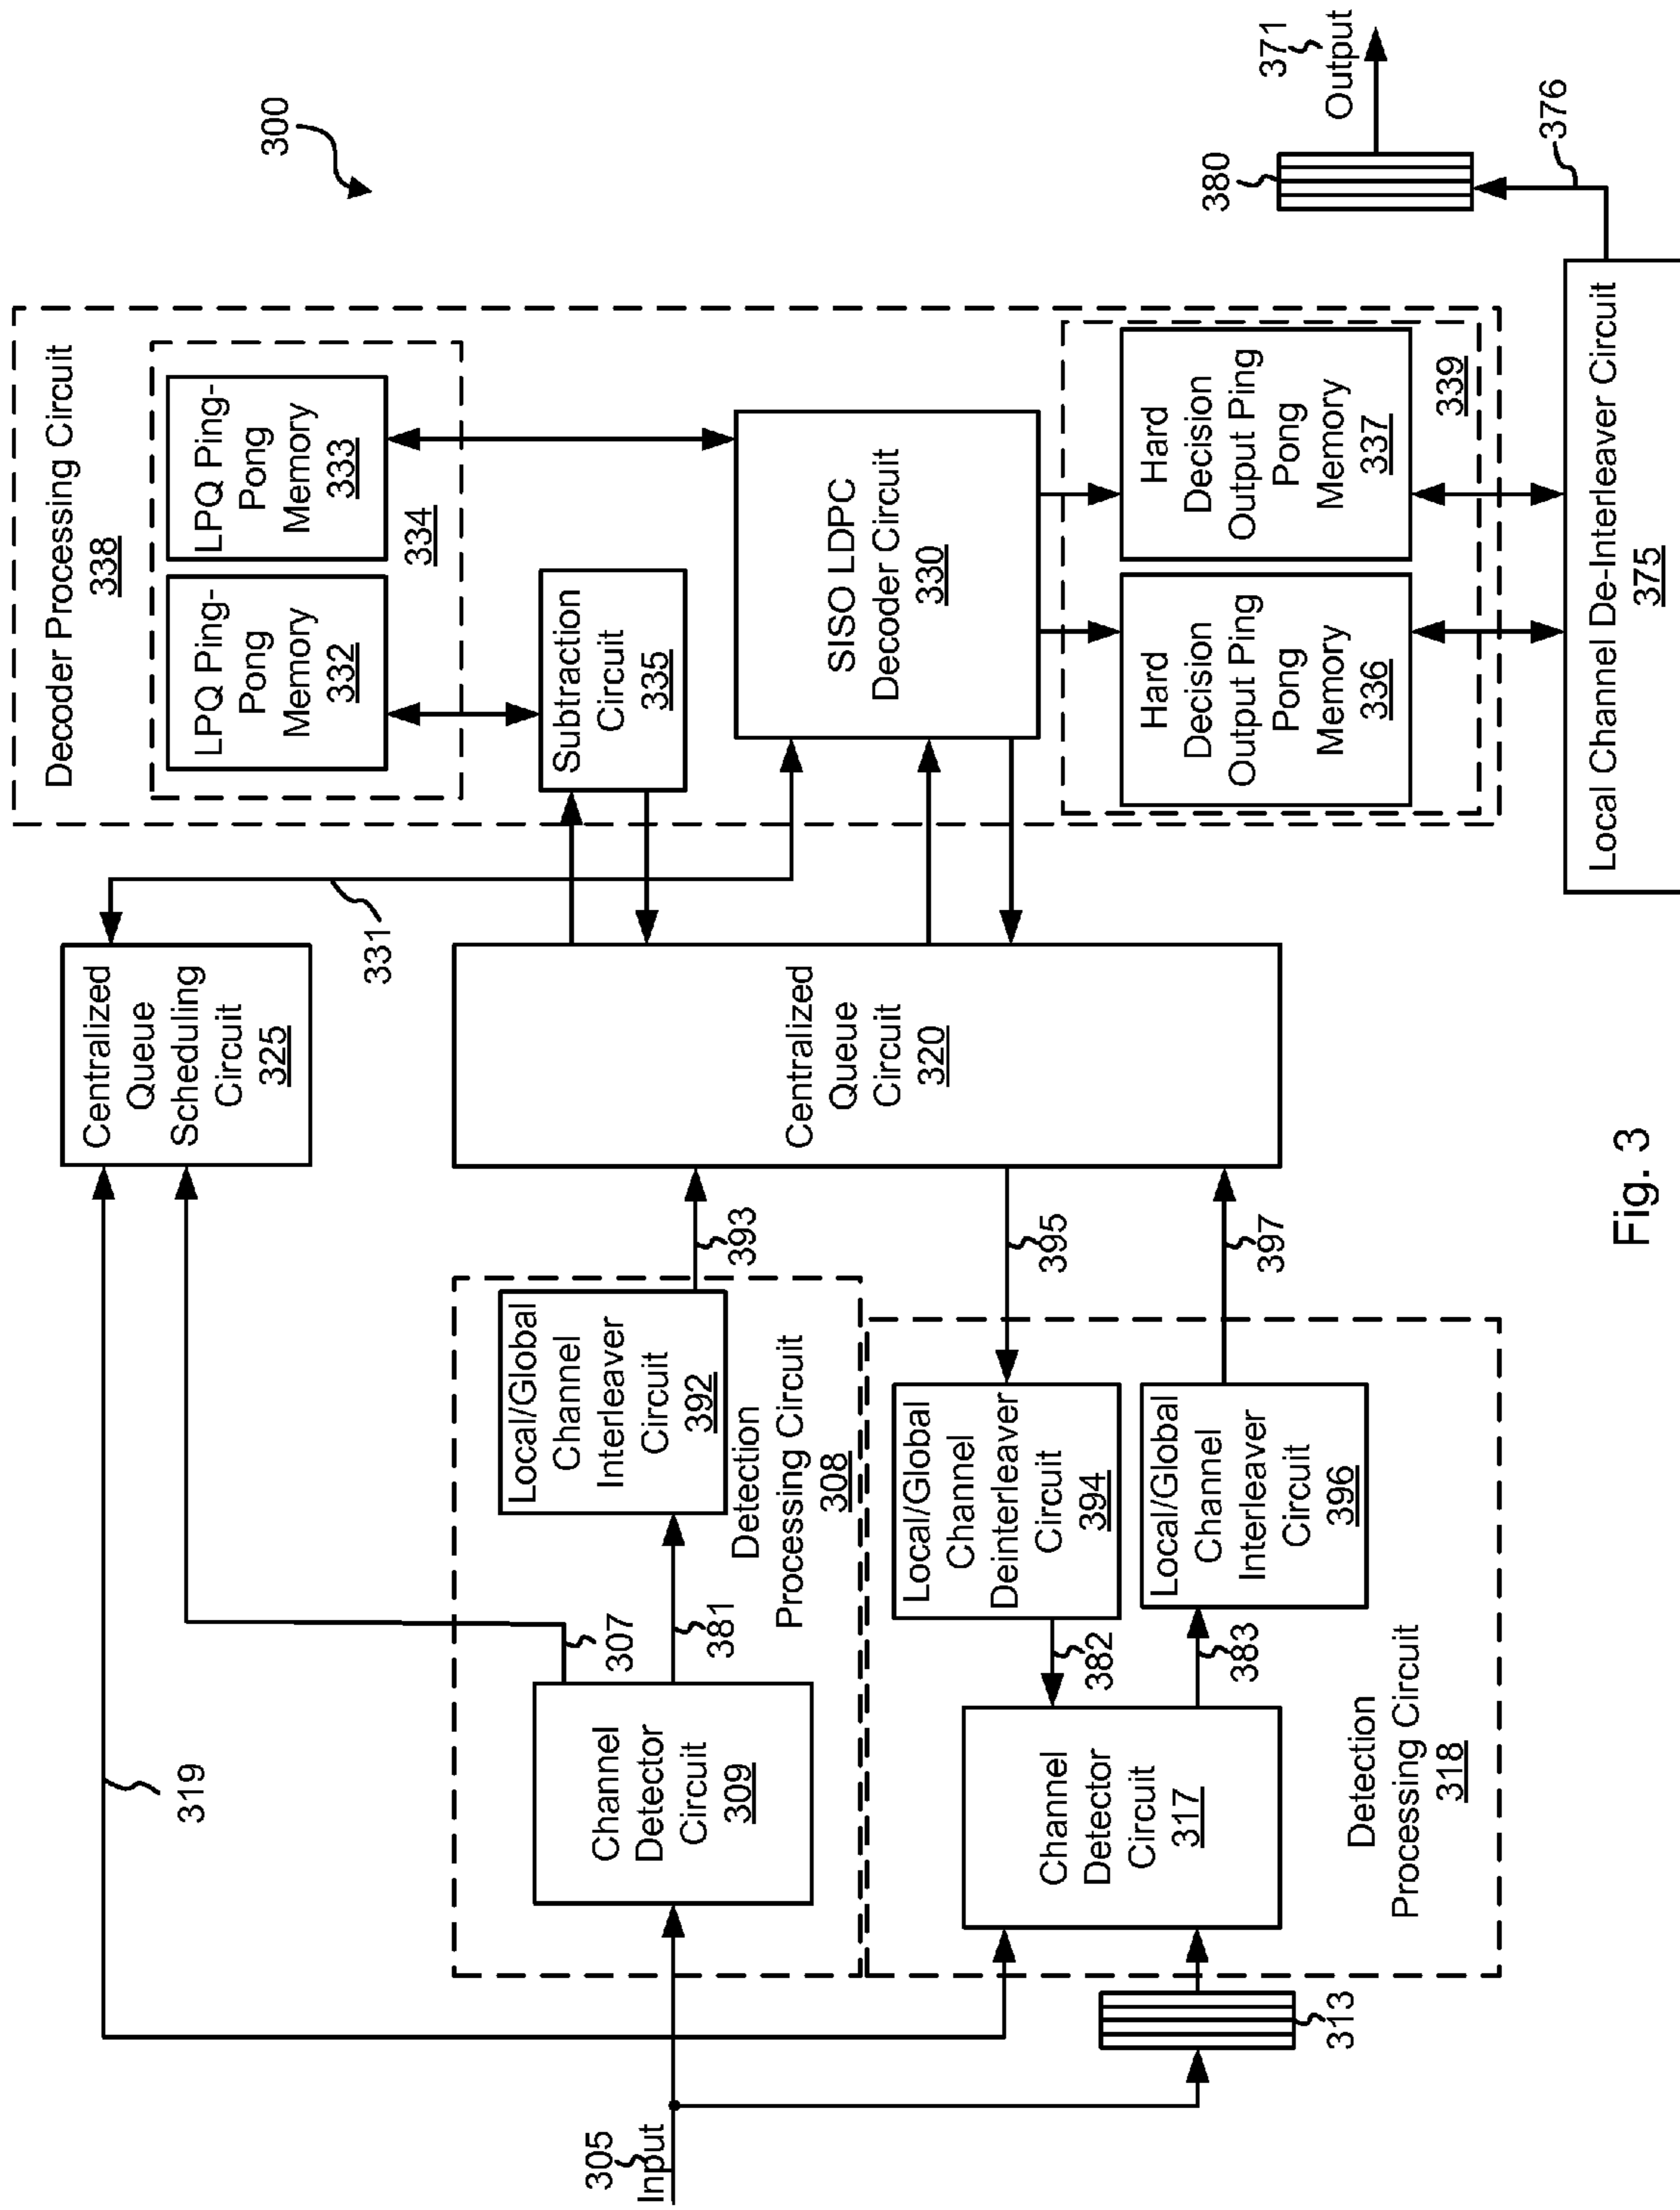 300
Decoder Processing Circuit
338
LPQ Ping-
Pong
Memory
332
LPQ Ping-
Pong
Memory
333
334
Subtraction
Circuit
335
SISO LDPC
Decoder Circuit
330
Hard
Decision
Output Ping
Pong
Memory
336
Hard
Decision
Output Ping
Pong
Memory
337
339
Local Channel De-Interleaver Circuit
375
376
380
371
Output
331
Centralized
Queue
Scheduling
Circuit
325
Centralized
Queue
Circuit
320
319
307
393
395
397
Local/Global
Channel
Interleaver
Circuit
392
Detection
Processing Circuit
308
381
Channel
Detector
Circuit
309
Local/Global
Channel
Deinterleaver
Circuit
394
Local/Global
Channel
Interleaver
Circuit
396
382
383
Channel
Detector
Circuit
317
Detection
Processing Circuit
318
313
305
Input
Fig. 3